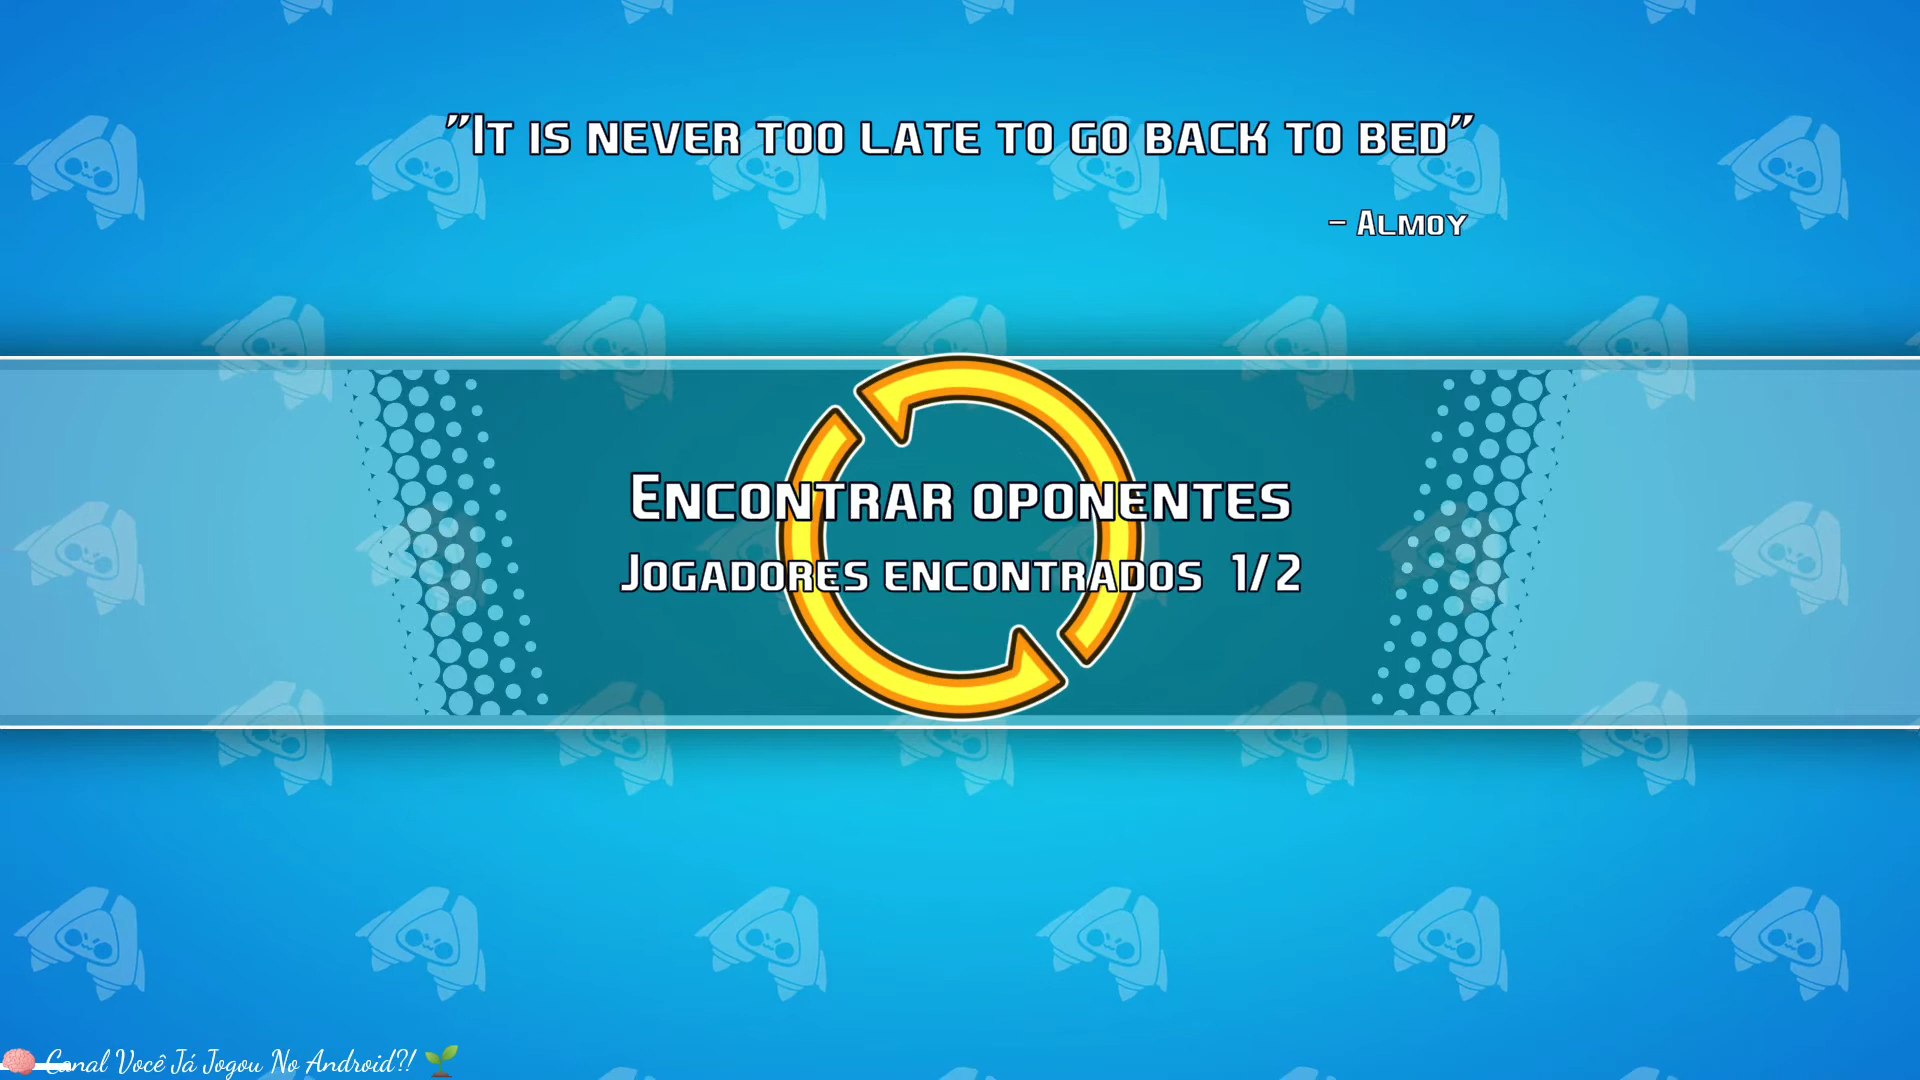 "It is never too late to go back to bed"
- Almoy
Encontrar oponentes
Jogadores encontrados 1/2
Canal Você Já Jogou No Android?!